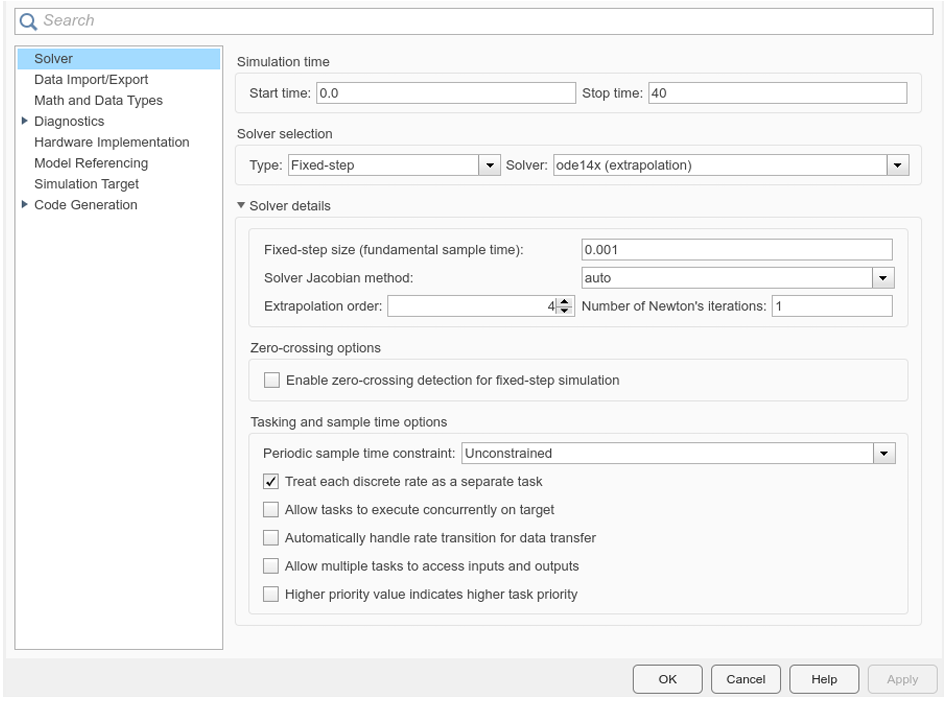 Search
Solver
Data Import/Export
Math and Data Types
Diagnostics
Hardware Implementation
Model Referencing
Simulation Target
Code Generation
Simulation time
Start time: 0.0 Stop time: 40
Solver selection
Type: Fixed-step Solver: ode14x (extrapolation)
Solver details
Fixed-step size (fundamental sample time): 0.001
Solver Jacobian method: auto
Extrapolation order: 4 Number of Newton's iterations: 1
Zero-crossing options
Enable zero-crossing detection for fixed-step simulation
Tasking and sample time options
Periodic sample time constraint: Unconstrained
Treat each discrete rate as a separate task
Allow tasks to execute concurrently on target
Automatically handle rate transition for data transfer
Allow multiple tasks to access inputs and outputs
Higher priority value indicates higher task priority
OK Cancel Help Apply